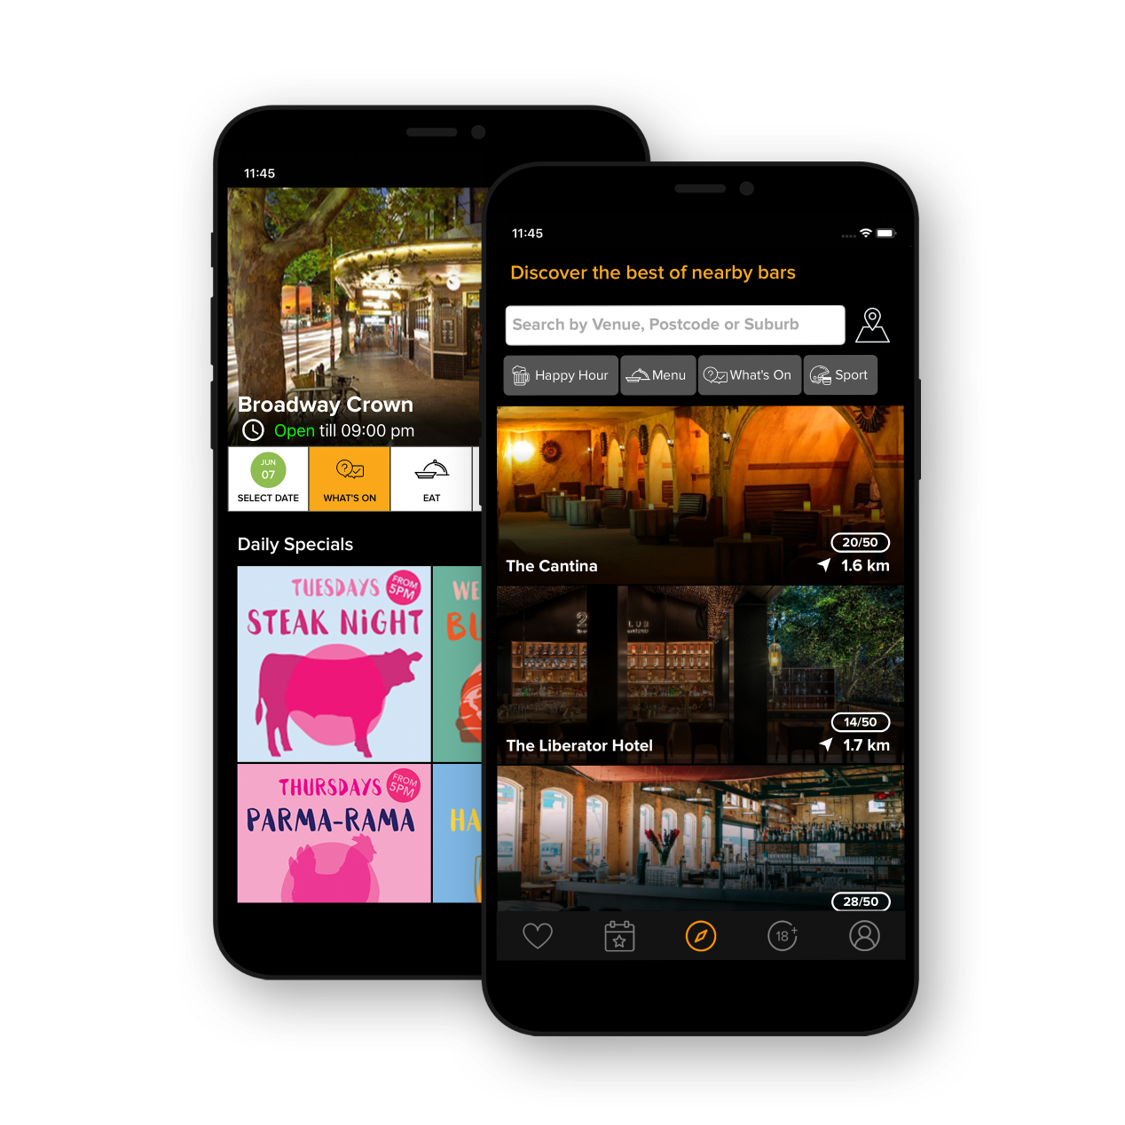 11:45
Broadway Crown
Open till 09:00 pm
JUN
07
SELECT DATE
WHAT'S ON
EAT
Daily Specials
TUESDAYS
FROM
5PM
STEAK NiGHT
WE
BU
THURSDAYS
FROM
5PM
PARMA-RAMA
HA
11:45
Discover the best of nearby bars
Search by Venue, Postcode or Suburb
Happy Hour
Menu
What's On
Sport
20/50
The Cantina
1.6 km
14/50
The Liberator Hotel
1.7 km
28/50
18+